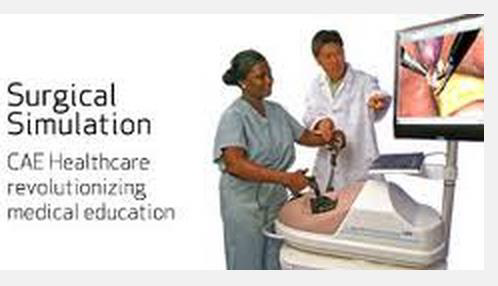 Surgical
Simulation
CAE Healthcare
revolutionizing
medical education